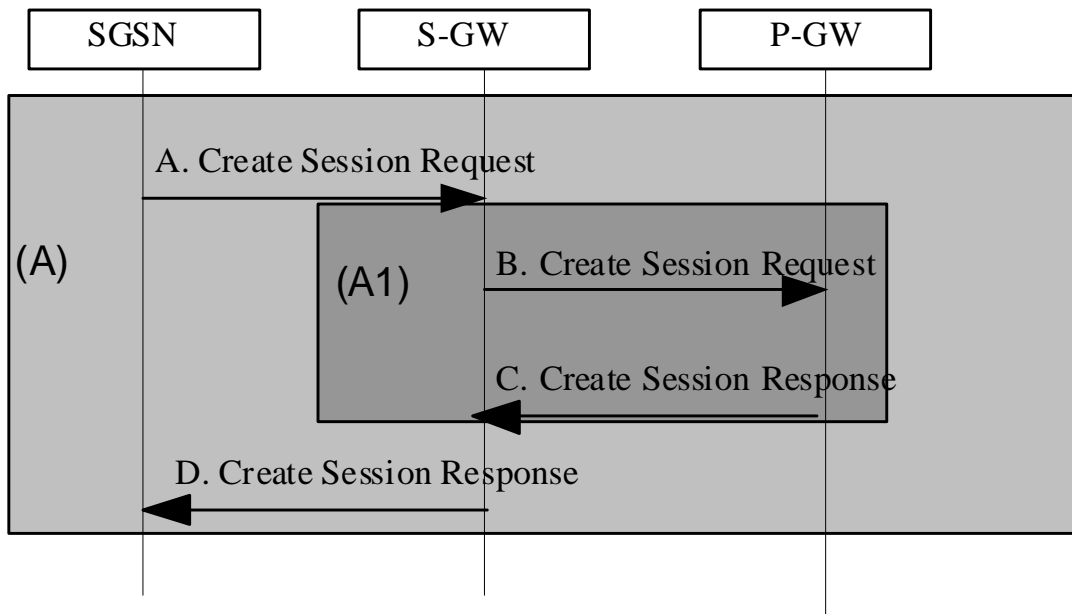 SGSN
S-GW
P-GW
A. Create Session Request
(A)
(A1)
B. Create Session Request
C. Create Session Response
D. Create Session Response